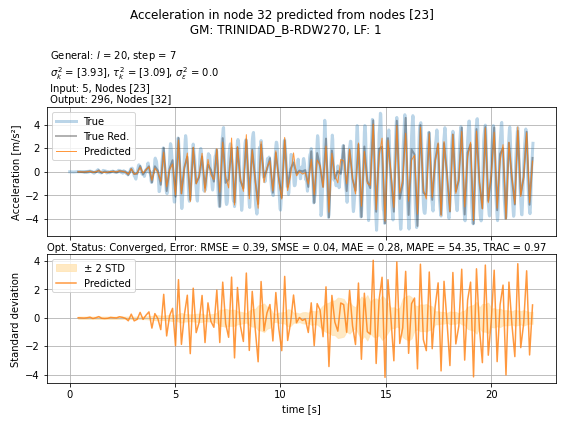 Acceleration in node 32 predicted from nodes [23]
GM: TRINIDAD_B-RDW270, LF: 1
General: l = 20, step = 7
σ²ₖ = [3.93], τ²ₖ = [3.09], σ²ε = 0.0
Input: 5, Nodes [23]
Output: 296, Nodes [32]
True
True Red.
Predicted
Acceleration [m/s²]
4
2
0
−2
−4
Opt. Status: Converged, Error: RMSE = 0.39, SMSE = 0.04, MAE = 0.28, MAPE = 54.35, TRAC = 0.97
± 2 STD
Predicted
Standard deviation
4
2
0
−2
−4
0 5 10 15 20
time [s]